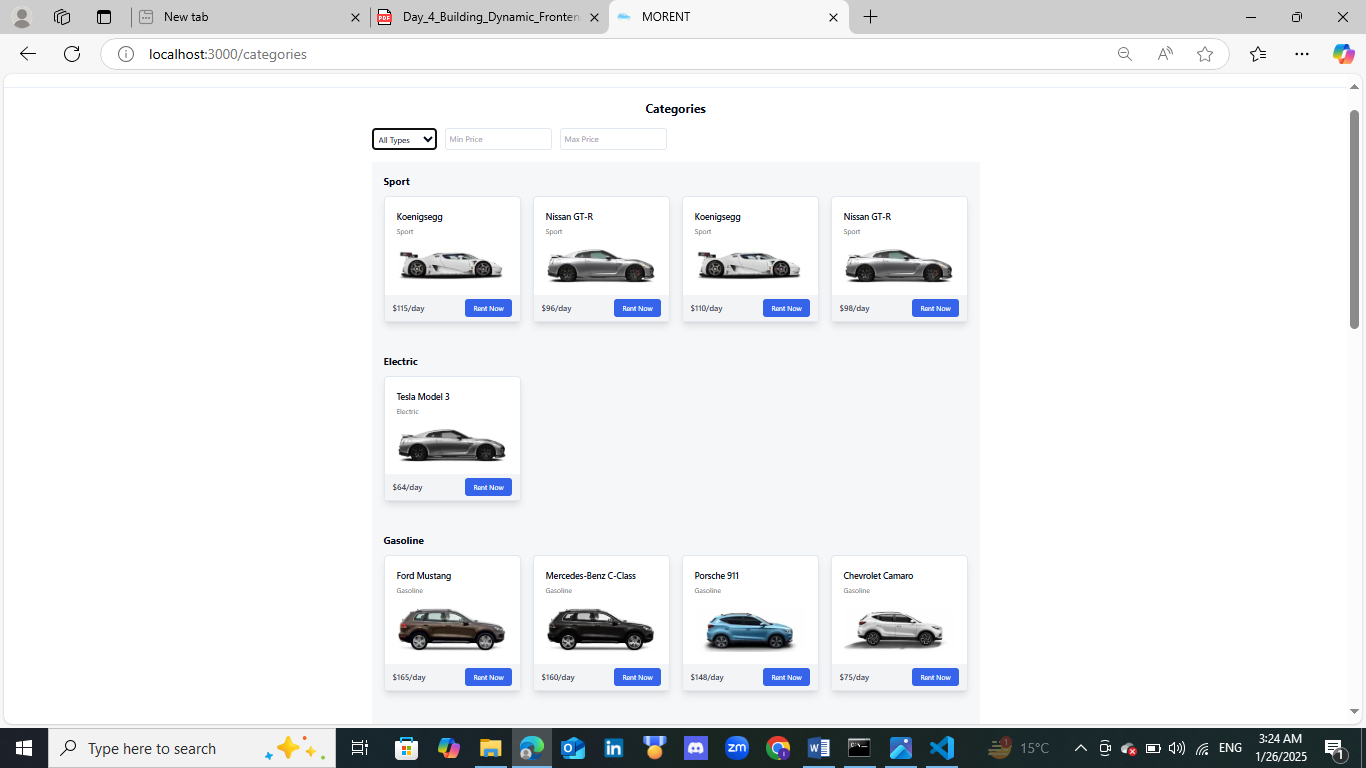 New tab
PDF
Day_4_Building_Dynamic_Fronten
MORENT
localhost:3000/categories
Categories
All Types
Min Price
Max Price
Sport
Koenigsegg
Sport
$115/day
Rent Now
Nissan GT-R
Sport
$96/day
Rent Now
Koenigsegg
Sport
$110/day
Rent Now
Nissan GT-R
Sport
$98/day
Rent Now
Electric
Tesla Model 3
Electric
$64/day
Rent Now
Gasoline
Ford Mustang
Gasoline
$165/day
Rent Now
Mercedes-Benz C-Class
Gasoline
$160/day
Rent Now
Porsche 911
Gasoline
$148/day
Rent Now
Chevrolet Camaro
Gasoline
$75/day
Rent Now
Type here to search
zm
15°C
ENG
3:24 AM
1/26/2025
1